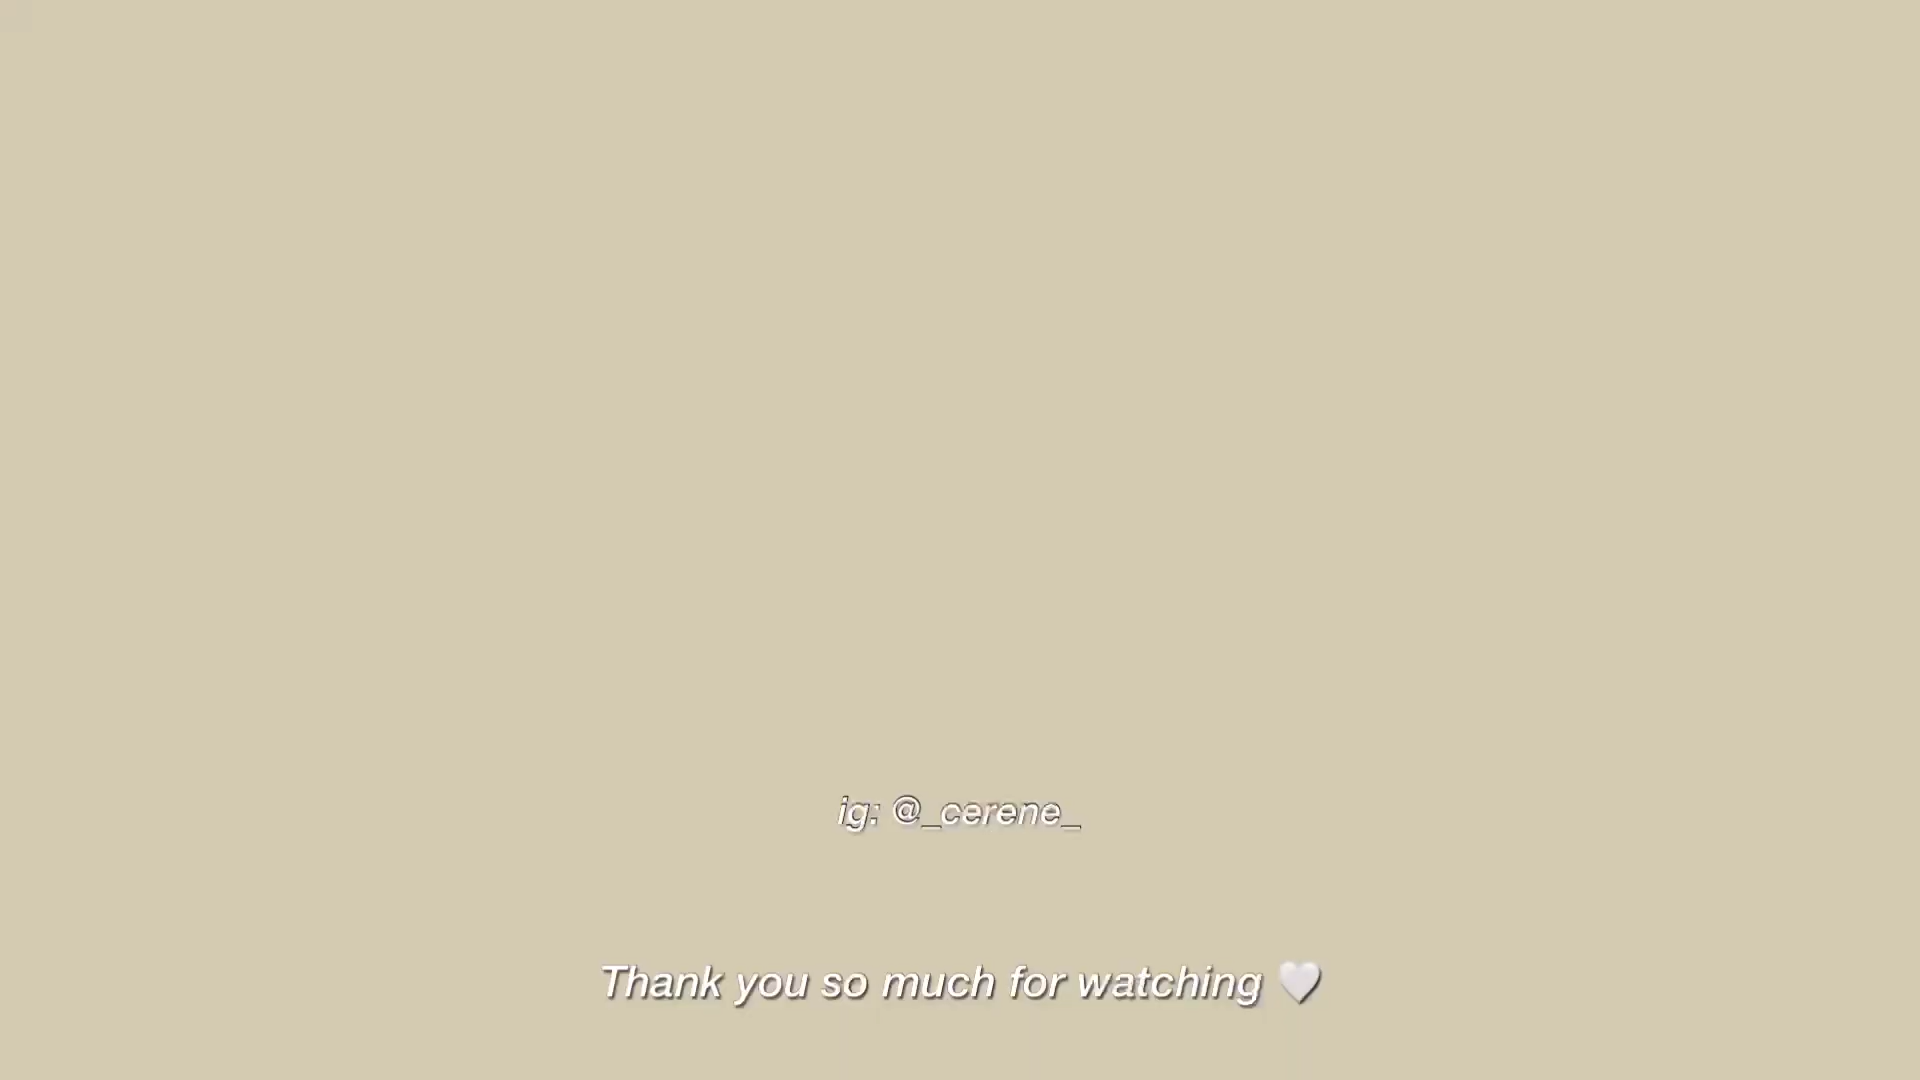 ig: @_cerene_
Thank you so much for watching 🤍